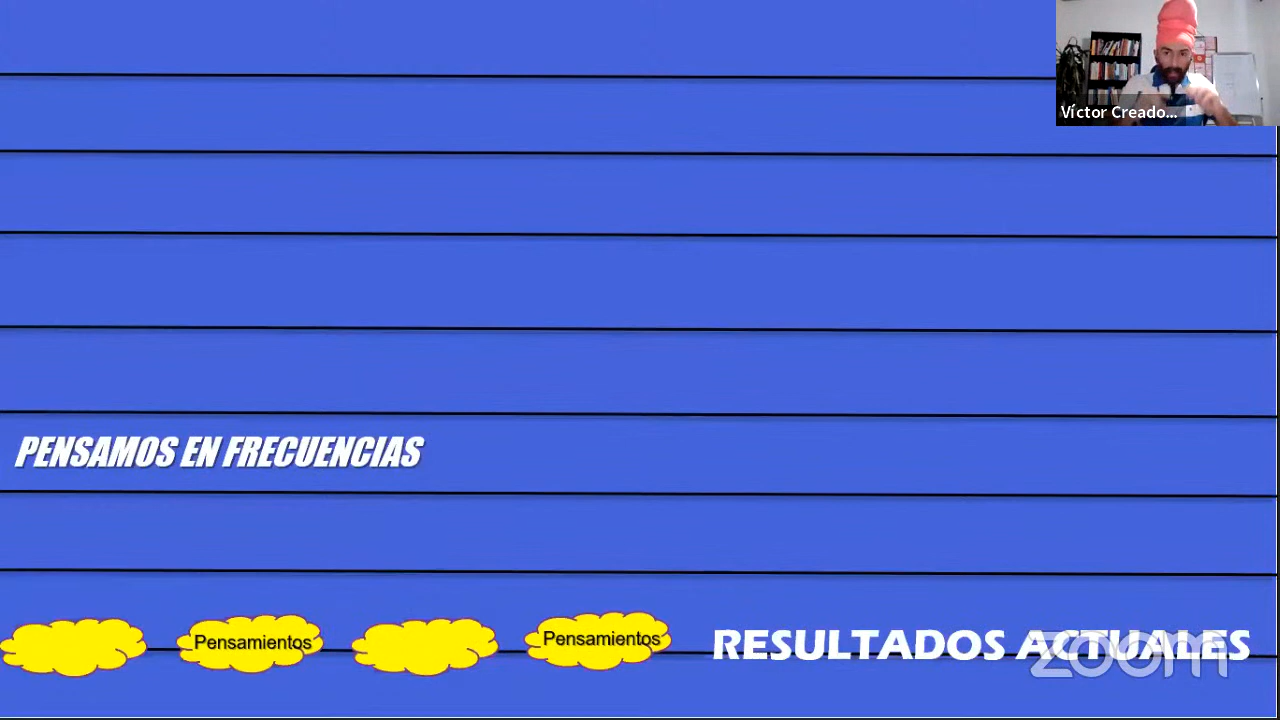 Víctor Creado...
PENSAMOS EN FRECUENCIAS
Pensamientos
Pensamientos
RESULTADOS ACTUALES
zoom